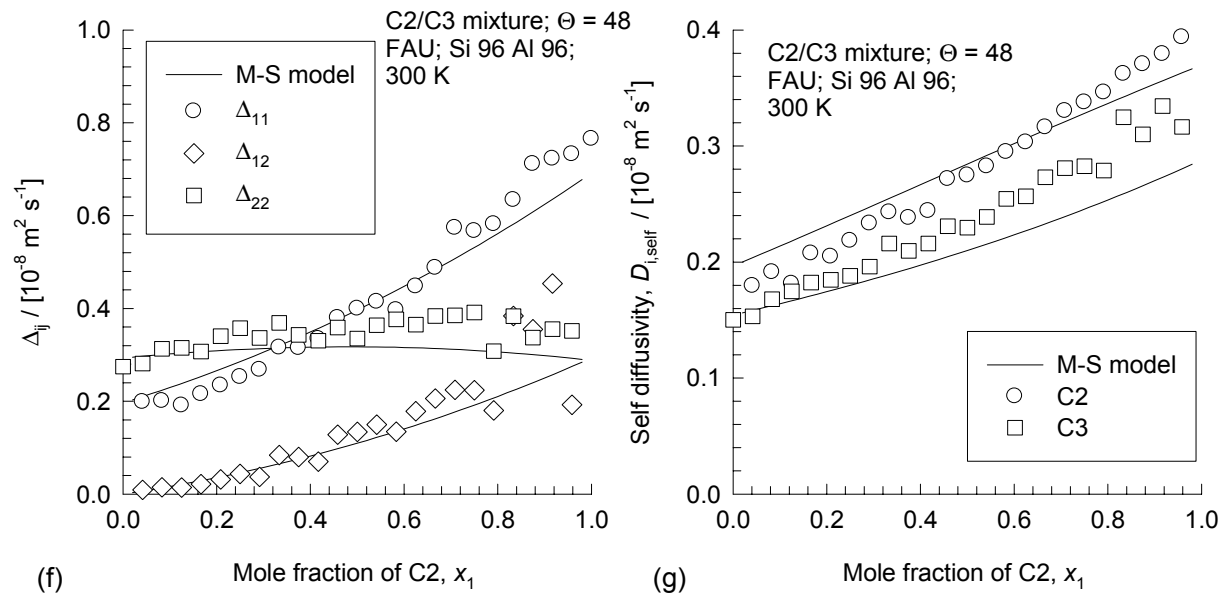 C2/C3 mixture; Θ = 48
FAU; Si 96 Al 96;
300 K
M-S model
Δ11
Δ12
Δ22
1.0
0.8
0.6
0.4
0.2
0.0
Δij / [10-8 m2 s-1]
0.0 0.2 0.4 0.6 0.8 1.0
Mole fraction of C2, x1
(f)
C2/C3 mixture; Θ = 48
FAU; Si 96 Al 96;
300 K
0.4
0.3
0.2
0.1
0.0
Self diffusivity, Di,self / [10-8 m2 s-1]
M-S model
C2
C3
0.0 0.2 0.4 0.6 0.8 1.0
Mole fraction of C2, x1
(g)